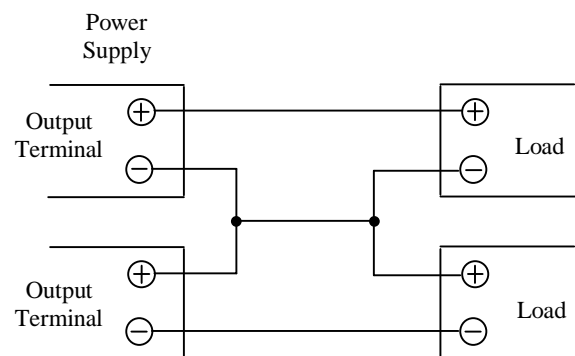 Power
Supply
Output
Terminal
+
−
+
−
Load
Output
Terminal
+
−
+
−
Load